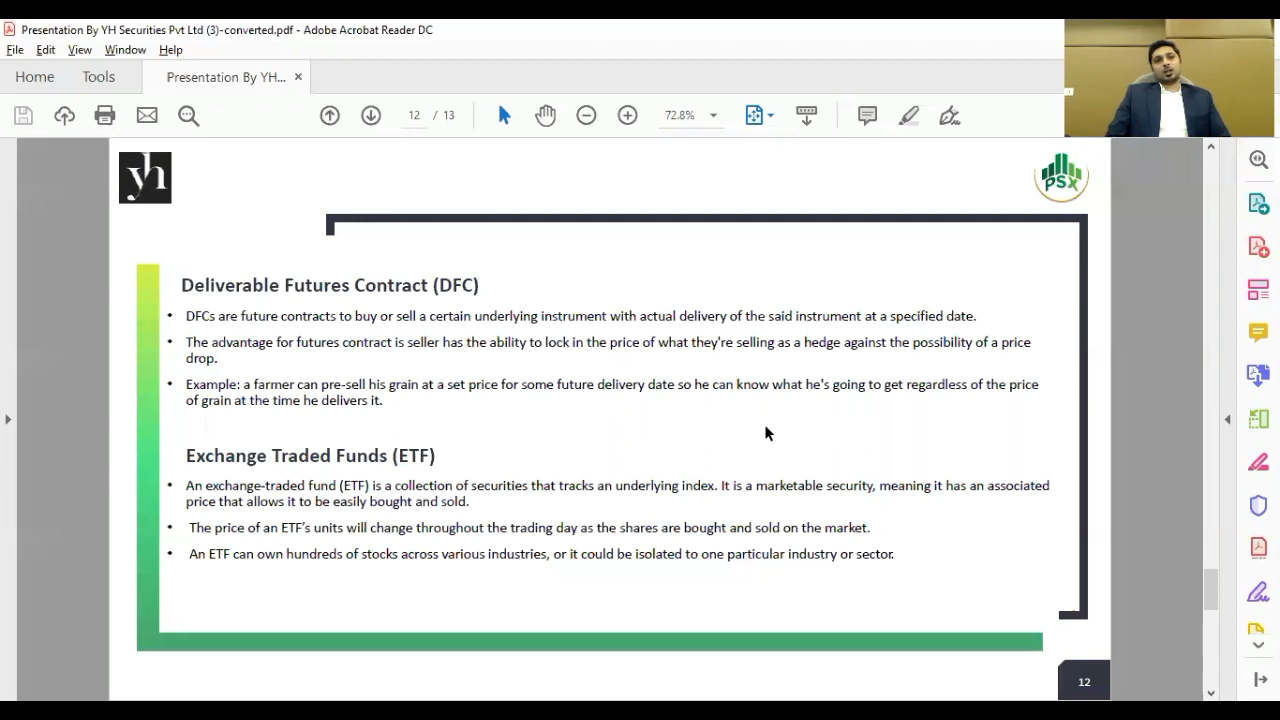 Presentation By YH Securities Pvt Ltd (3)-converted.pdf - Adobe Acrobat Reader DC
File Edit View Window Help
Home Tools Presentation By YH... ×
12 / 13 72.8%
yh
PSX
Deliverable Futures Contract (DFC)
• DFCs are future contracts to buy or sell a certain underlying instrument with actual delivery of the said instrument at a specified date.
• The advantage for futures contract is seller has the ability to lock in the price of what they're selling as a hedge against the possibility of a price
drop.
• Example: a farmer can pre-sell his grain at a set price for some future delivery date so he can know what he's going to get regardless of the price
of grain at the time he delivers it.
Exchange Traded Funds (ETF)
• An exchange-traded fund (ETF) is a collection of securities that tracks an underlying index. It is a marketable security, meaning it has an associated
price that allows it to be easily bought and sold.
• The price of an ETF’s units will change throughout the trading day as the shares are bought and sold on the market.
• An ETF can own hundreds of stocks across various industries, or it could be isolated to one particular industry or sector.
12